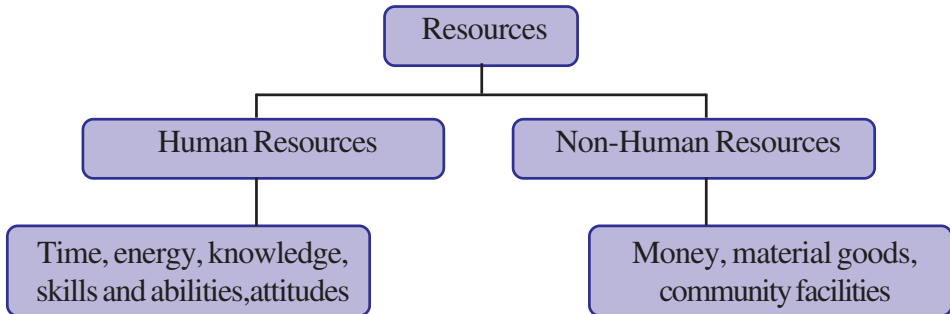 Resources
Human Resources
Non-Human Resources
Time, energy, knowledge,
skills and abilities,attitudes
Money, material goods,
community facilities